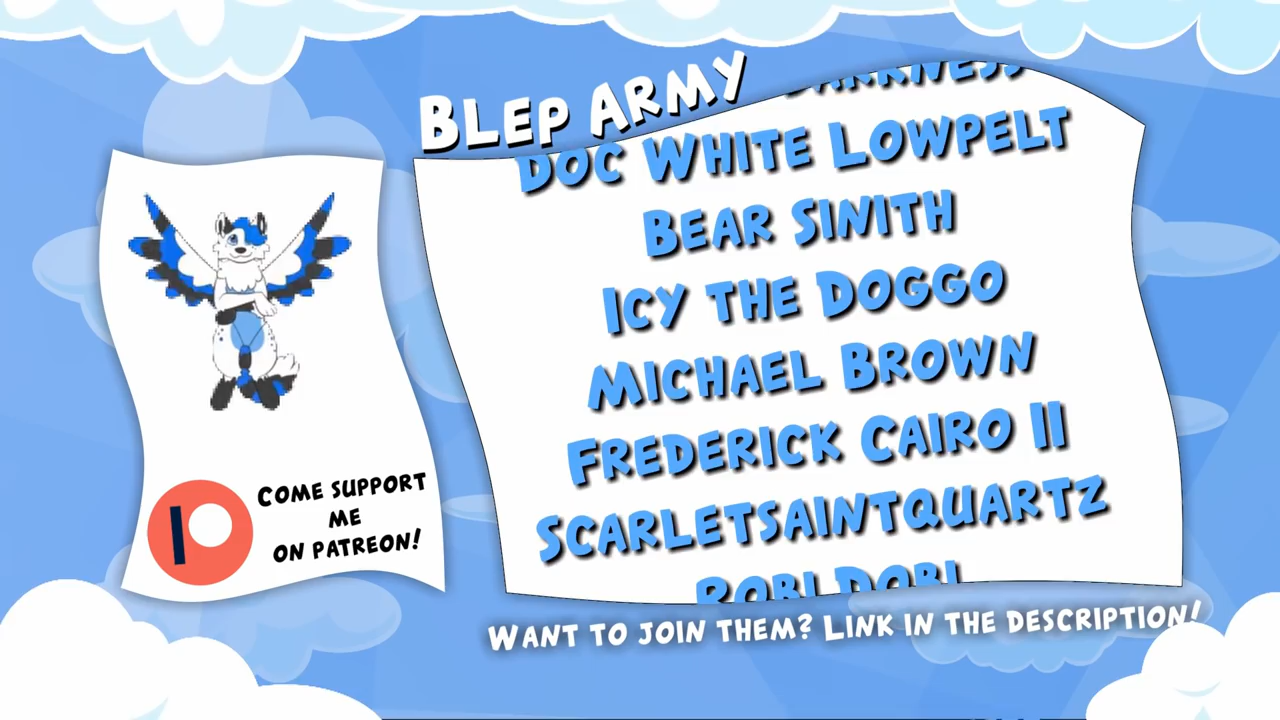 BLEP ARMY
DARKNESS
DOC WHITE LOWPELT
BEAR SINITH
ICY THE DOGGO
MICHAEL BROWN
FREDERICK CAIRO II
SCARLETSAINTQUARTZ
COME SUPPORT
ME
ON PATREON!
WANT TO JOIN THEM? LINK IN THE DESCRIPTION!